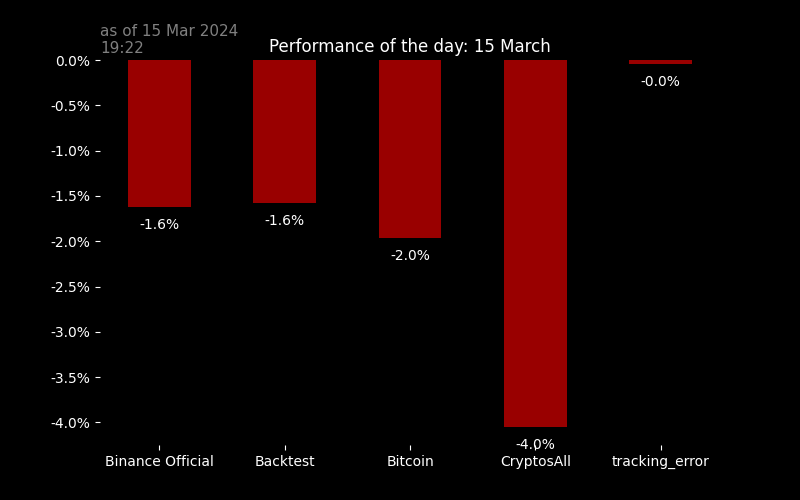 as of 15 Mar 2024
19:22
Performance of the day: 15 March
0.0%
-0.5%
-1.0%
-1.5%
-2.0%
-2.5%
-3.0%
-3.5%
-4.0%
-1.6%
-1.6%
-2.0%
-4.0%
-0.0%
Binance Official
Backtest
Bitcoin
CryptosAll
tracking_error